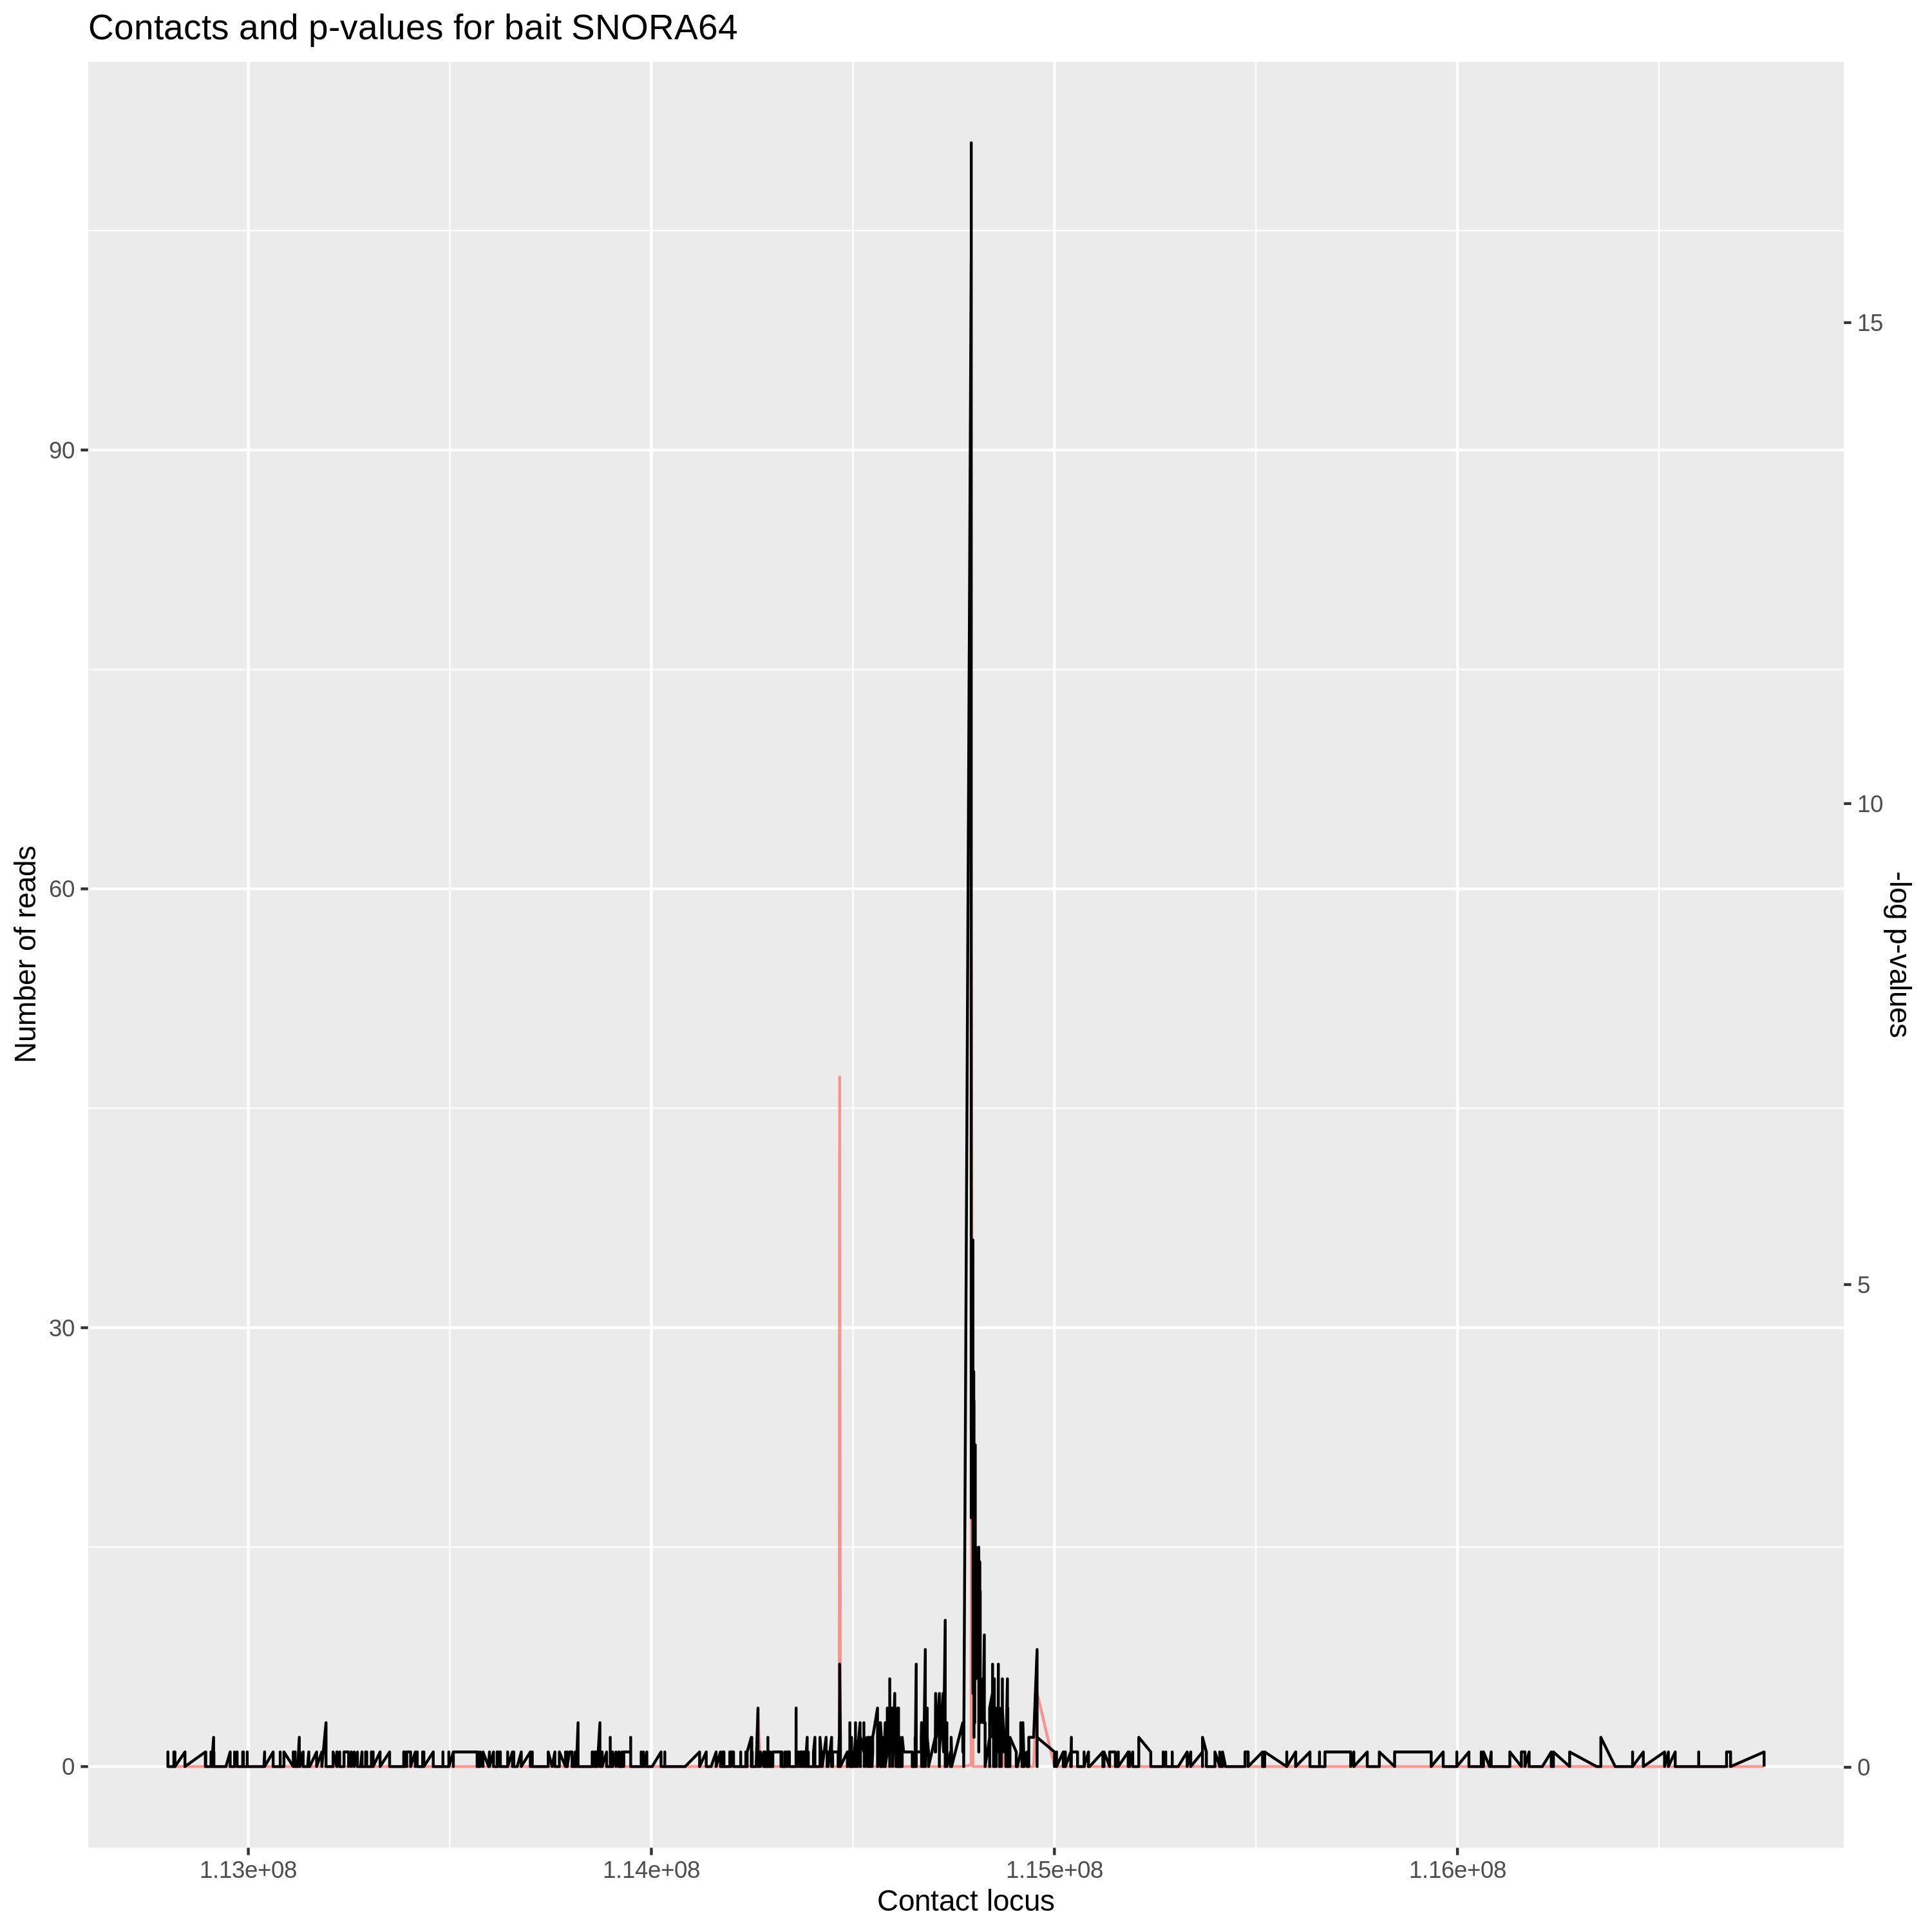 Contacts and p-values for bait SNORA64
15
90
10
60
Number of reads
-log p-values
5
30
0
0
1.13e+08
1.14e+08
1.15e+08
1.16e+08
Contact locus